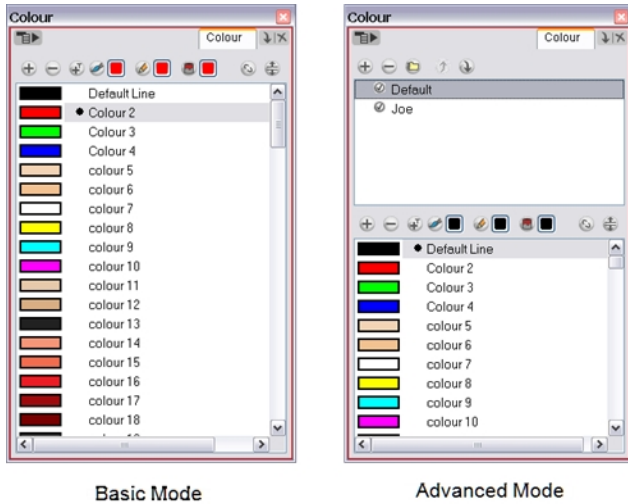 Colour
Colour
Default Line
Colour 2
Colour 3
Colour 4
colour 5
colour 6
colour 7
colour 8
colour 9
colour 10
colour 11
colour 12
colour 13
colour 14
colour 15
colour 16
colour 17
colour 18
Basic Mode
Colour
Colour
Default
Joe
Default Line
Colour 2
Colour 3
Colour 4
colour 5
colour 6
colour 7
colour 8
colour 9
colour 10
Advanced Mode